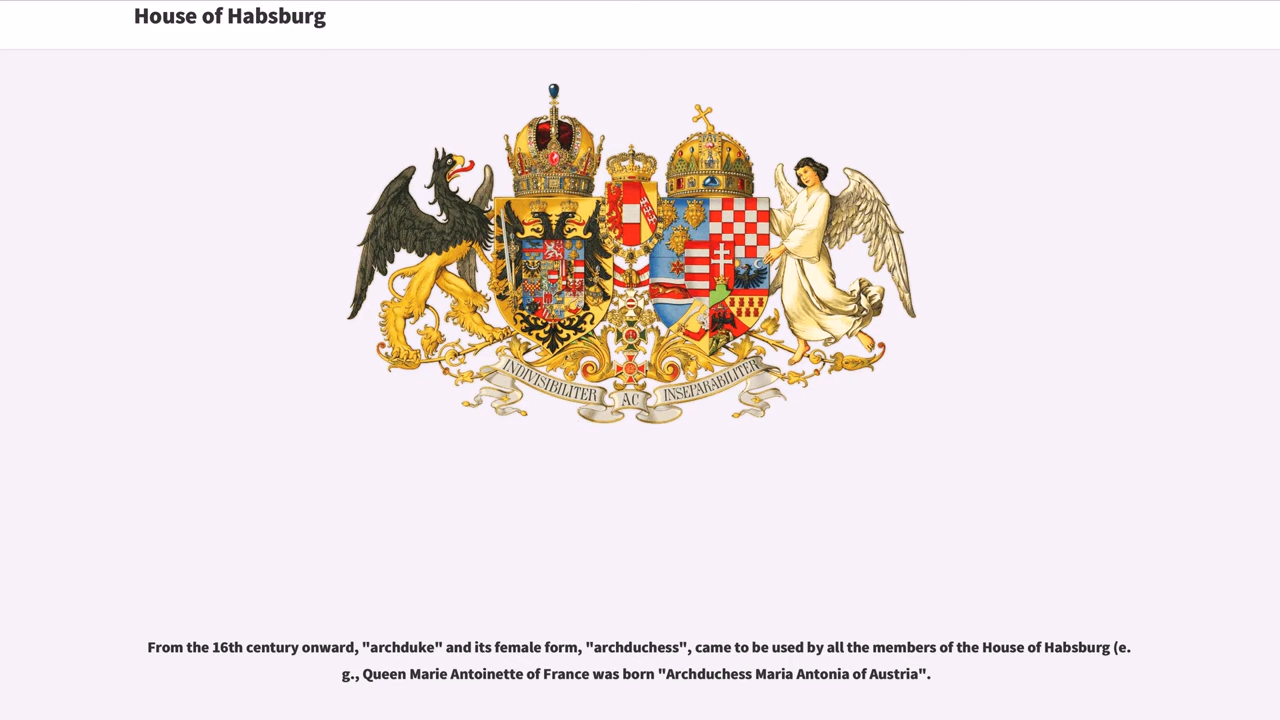 House of Habsburg
INDIVISIBILITER AC INSEPARABILITER
From the 16th century onward, "archduke" and its female form, "archduchess", came to be used by all the members of the House of Habsburg (e.
g., Queen Marie Antoinette of France was born "Archduchess Maria Antonia of Austria".